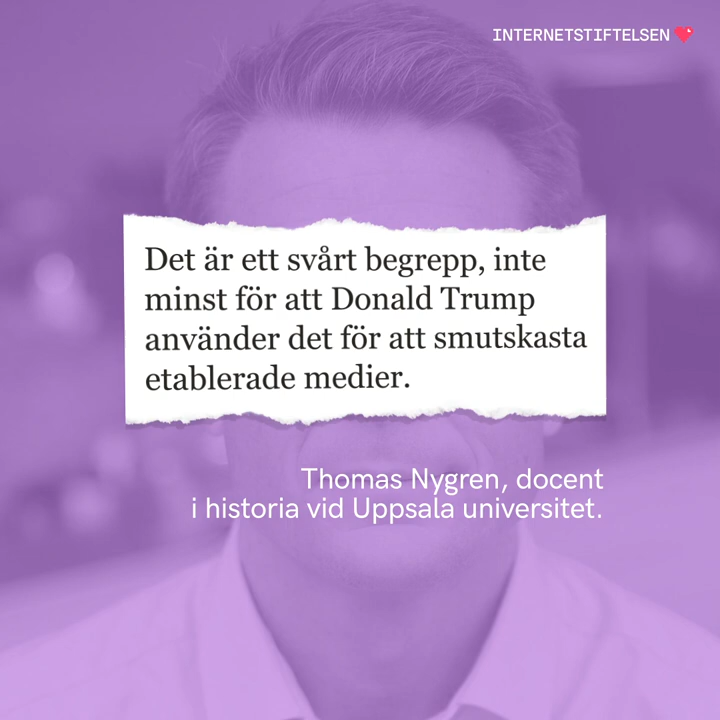 INTERNETSTIFTELSEN
Det är ett svårt begrepp, inte
minst för att Donald Trump
använder det för att smutskasta
etablerade medier.
Thomas Nygren, docent
i historia vid Uppsala universitet.